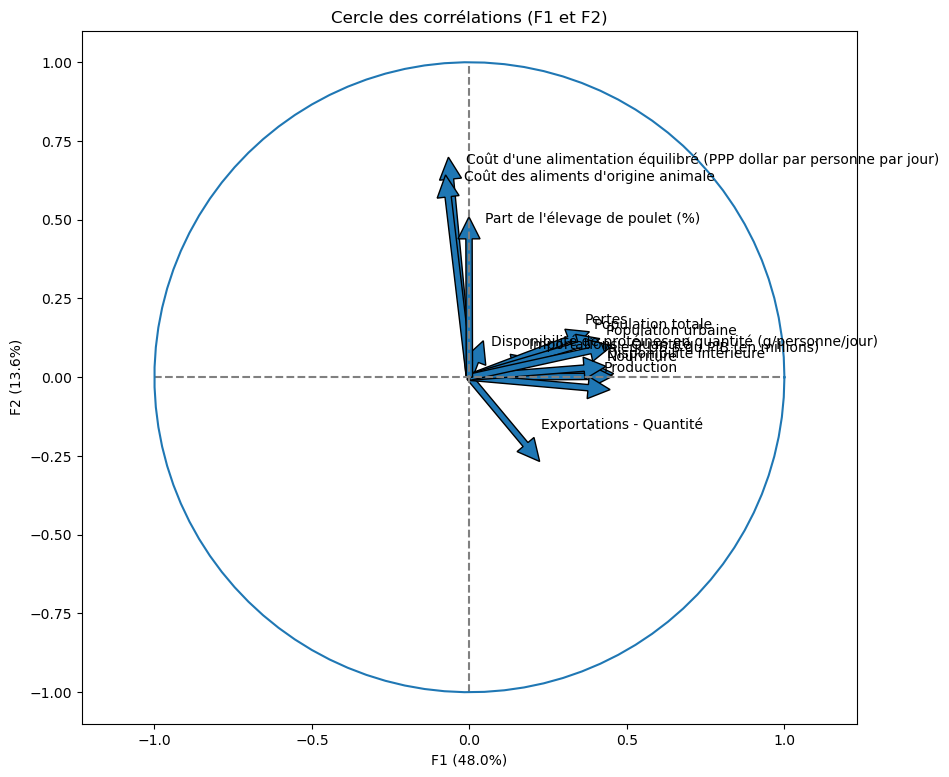 Cercle des corrélations (F1 et F2)
1.00
0.75
0.50
0.25
0.00
−0.25
−0.50
−0.75
−1.00
F2 (13.6%)
Coût d'une alimentation équilibré (PPP dollar par personne par jour)
Coût des aliments d'origine animale
Part de l'élevage de poulet (%)
Pertes
Population totale
Population urbaine
Disponibilité de protéines en quantité (g/personne/jour)
(en millions)
Disponibilité intérieure
Nourriture
Production
Exportations - Quantité
−1.0
−0.5
0.0
0.5
1.0
F1 (48.0%)